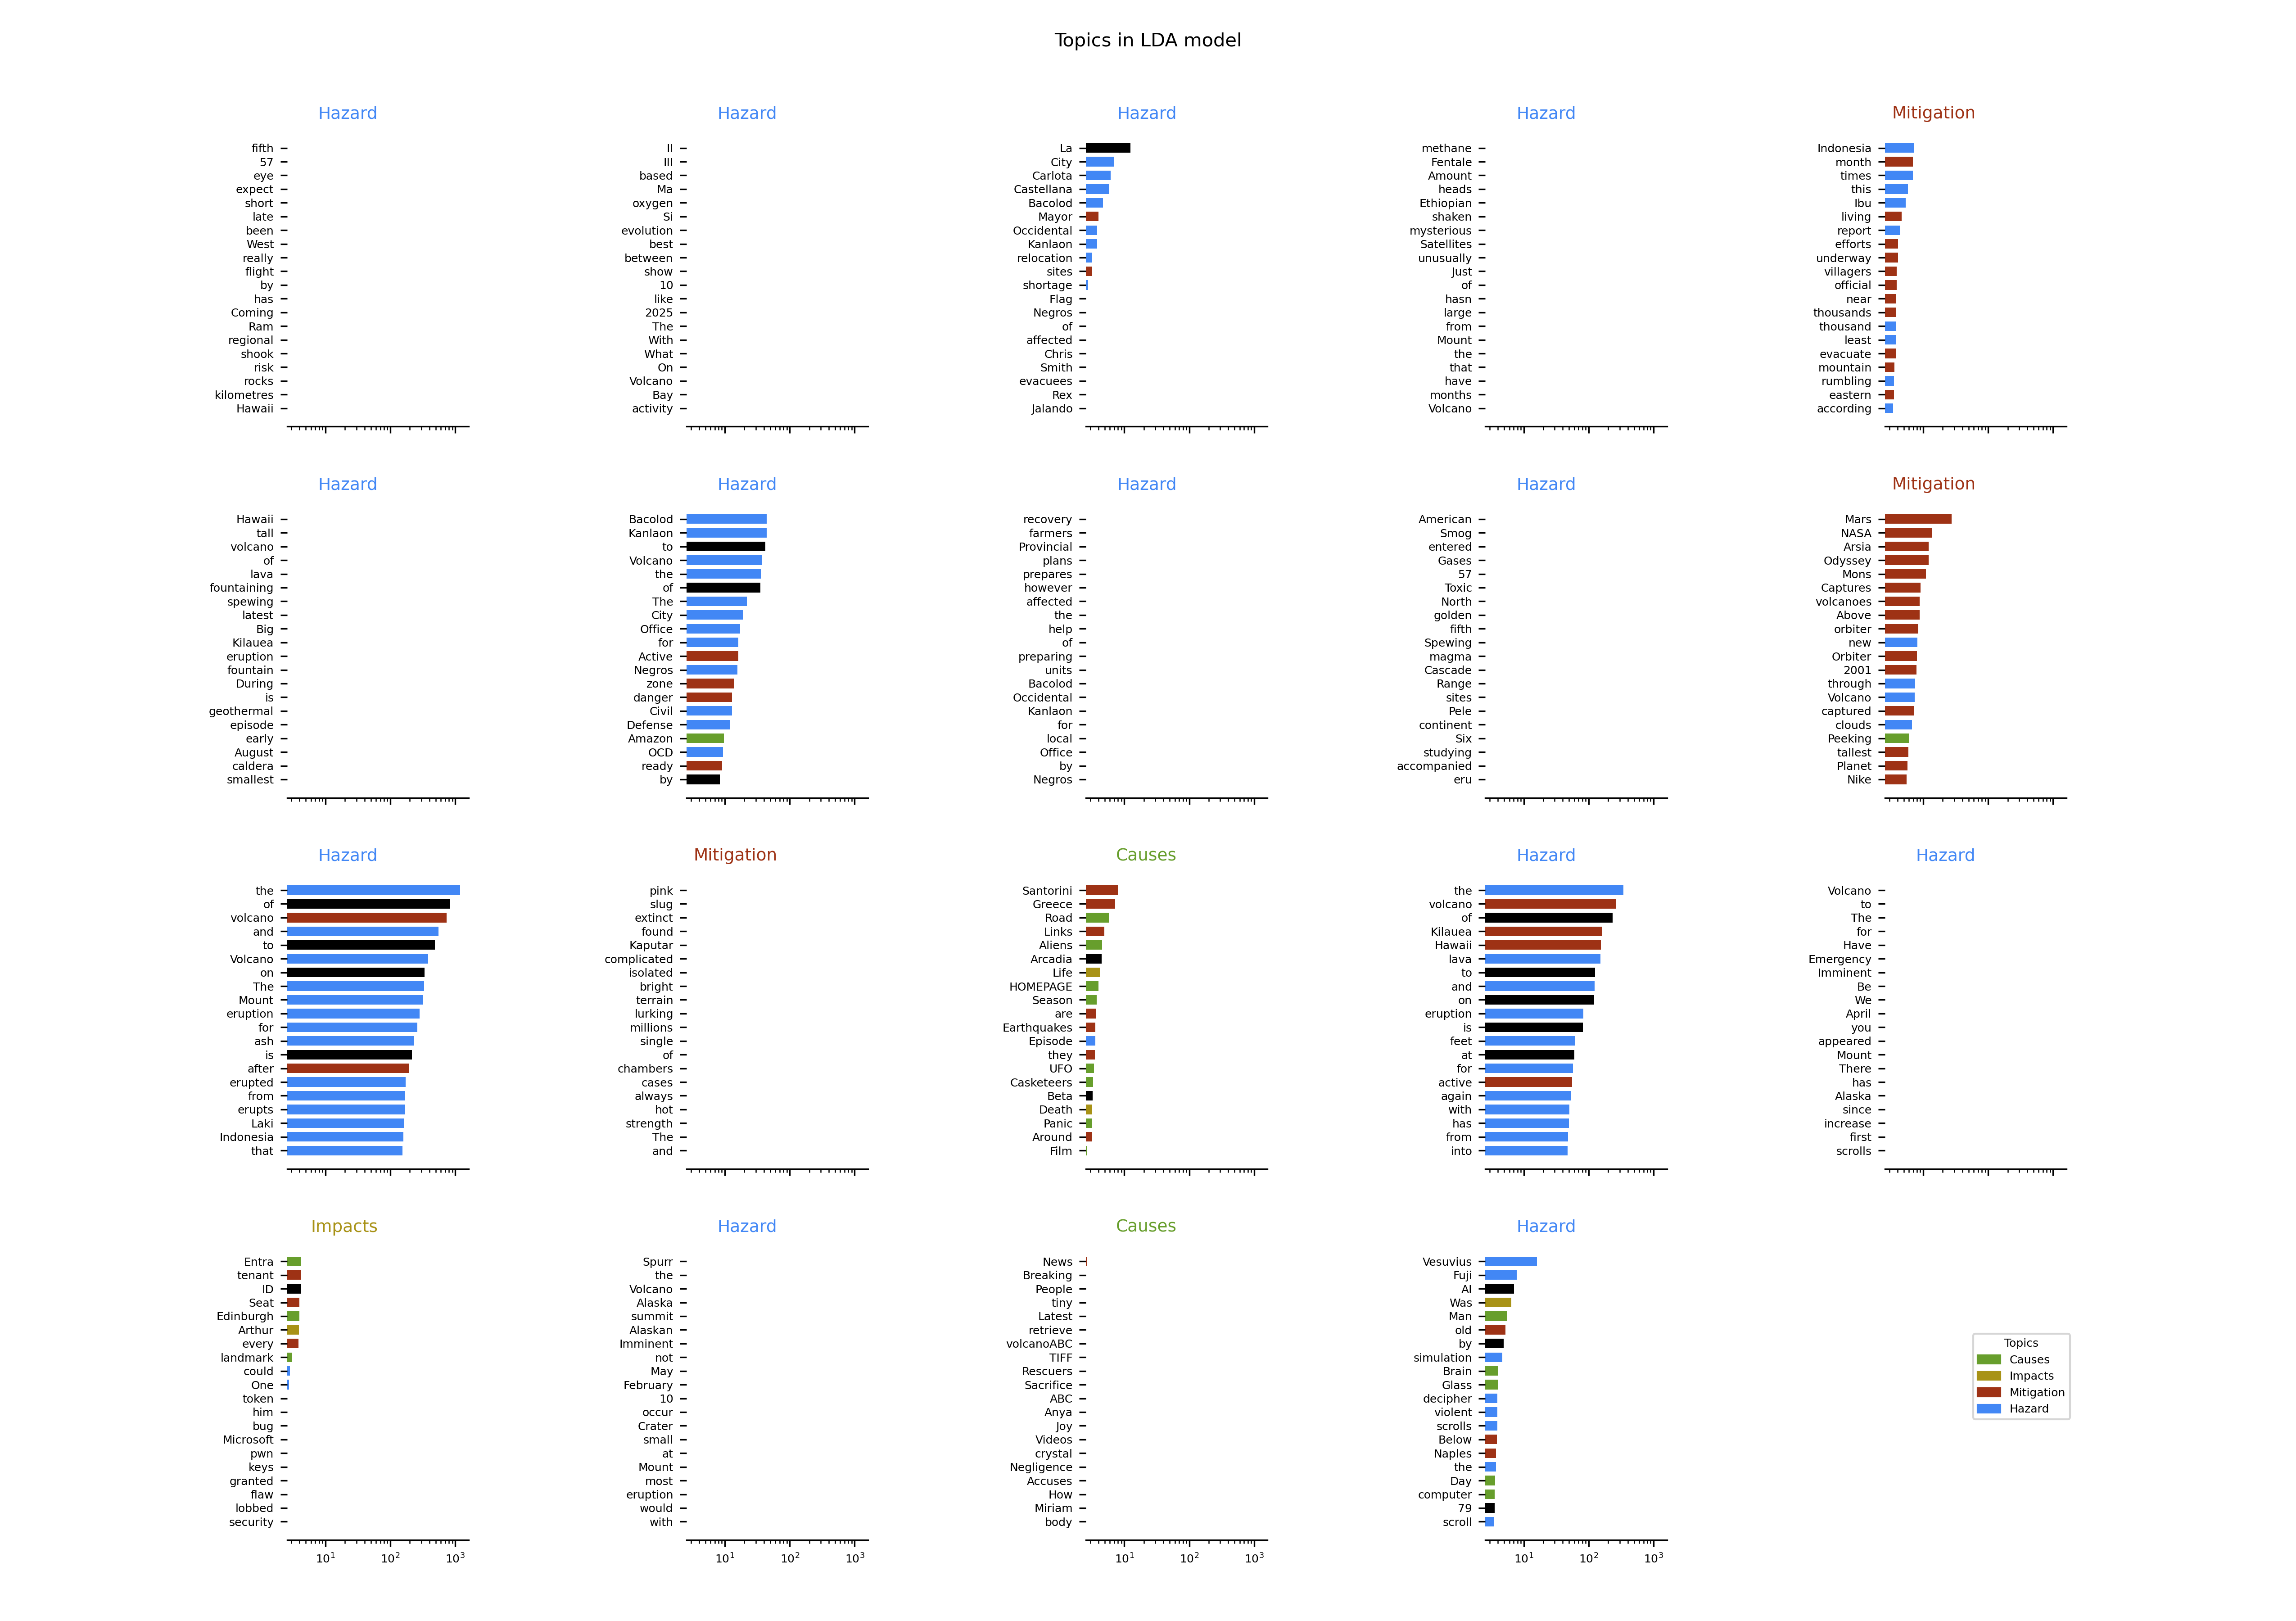 Topics in LDA model
Hazard
fifth
57
eye
expect
short
late
been
West
really
flight
by
has
Coming
Ram
regional
shook
risk
rocks
kilometres
Hawaii
Hazard
II
III
based
Ma
oxygen
Si
evolution
best
between
show
10
like
2025
The
With
What
On
Volcano
Bay
activity
Hazard
La
City
Carlota
Castellana
Bacolod
Mayor
Occidental
Kanlaon
relocation
sites
shortage
Flag
Negros
of
affected
Chris
Smith
evacuees
Rex
Jalando
Hazard
methane
Fentale
Amount
heads
Ethiopian
shaken
mysterious
Satellites
unusually
Just
of
hasn
large
from
Mount
the
that
have
months
Volcano
Mitigation
Indonesia
month
times
this
Ibu
living
report
efforts
underway
villagers
official
near
thousands
thousand
least
evacuate
mountain
rumbling
eastern
according
Hazard
Hawaii
tall
volcano
of
lava
fountaining
spewing
latest
Big
Kilauea
eruption
fountain
During
is
geothermal
episode
early
August
caldera
smallest
Hazard
Bacolod
Kanlaon
to
Volcano
the
of
The
City
Office
for
Active
Negros
zone
danger
Civil
Defense
Amazon
OCD
ready
by
Hazard
recovery
farmers
Provincial
plans
prepares
however
affected
the
help
of
preparing
units
Bacolod
Occidental
Kanlaon
for
local
Office
by
Negros
Hazard
American
Smog
entered
Gases
57
Toxic
North
golden
fifth
Spewing
magma
Cascade
Range
sites
Pele
continent
Six
studying
accompanied
eru
Mitigation
Mars
NASA
Arsia
Odyssey
Mons
Captures
volcanoes
Above
orbiter
new
Orbiter
2001
through
Volcano
captured
clouds
Peeking
tallest
Planet
Nike
Hazard
the
of
volcano
and
to
Volcano
on
The
Mount
eruption
for
ash
is
after
erupted
from
erupts
Laki
Indonesia
that
Mitigation
pink
slug
extinct
found
Kaputar
complicated
isolated
bright
terrain
lurking
millions
single
of
chambers
cases
always
hot
strength
The
and
Causes
Santorini
Greece
Road
Links
Aliens
Arcadia
Life
HOMEPAGE
Season
are
Earthquakes
Episode
they
UFO
Casketeers
Beta
Death
Panic
Around
Film
Hazard
the
volcano
of
Kilauea
Hawaii
lava
to
and
on
eruption
is
feet
at
for
active
again
with
has
from
into
Hazard
Volcano
to
The
for
Have
Emergency
Imminent
Be
We
April
you
appeared
Mount
There
has
Alaska
since
increase
first
scrolls
Impacts
Entra
tenant
ID
Seat
Edinburgh
Arthur
every
landmark
could
One
token
him
bug
Microsoft
pwn
keys
granted
flaw
lobbed
security
10¹ 10² 10³
Hazard
Spurr
the
Volcano
Alaska
summit
Alaskan
Imminent
not
May
February
10
occur
Crater
small
at
Mount
most
eruption
would
with
10¹ 10² 10³
Causes
News
Breaking
People
tiny
Latest
retrieve
volcanoABC
TIFF
Rescuers
Sacrifice
ABC
Anya
Joy
Videos
crystal
Negligence
Accuses
How
Miriam
body
10¹ 10² 10³
Hazard
Vesuvius
Fuji
AI
Was
Man
old
by
simulation
Brain
Glass
decipher
violent
scrolls
Below
Naples
the
Day
computer
79
scroll
10¹ 10² 10³
Topics
Causes
Impacts
Mitigation
Hazard